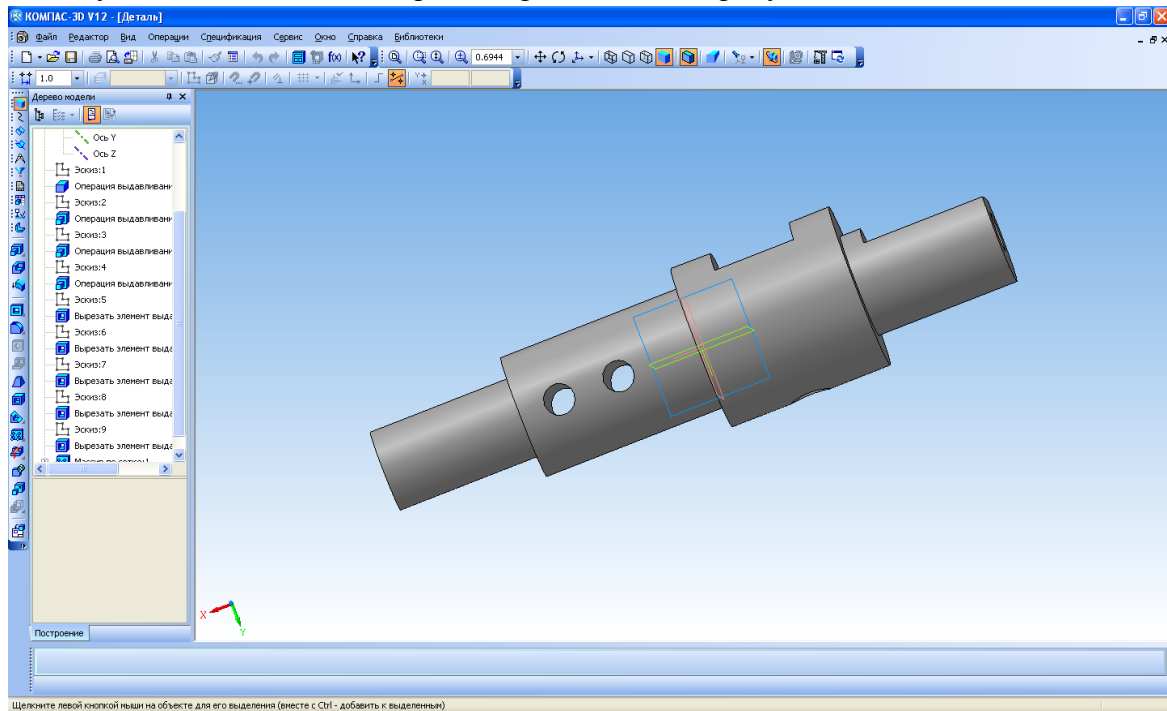 КОМПАС-3D V12 - [Деталь]
Файл Редактор Вид Операции Спецификация Сервис Окно Справка Библиотеки
0.6944
1.0
Дерево модели
Ось Y
Ось Z
Эскиз:1
Операция выдавливани
Эскиз:2
Операция выдавливани
Эскиз:3
Операция выдавливани
Эскиз:4
Операция выдавливани
Эскиз:5
Вырезать элемент выда
Эскиз:6
Вырезать элемент выда
Эскиз:7
Вырезать элемент выда
Эскиз:8
Вырезать элемент выда
Эскиз:9
Вырезать элемент выда
X
Y
Построение
Щелкните левой кнопкой мыши на объекте для его выделения (вместе с Ctrl - добавить к выделенным)